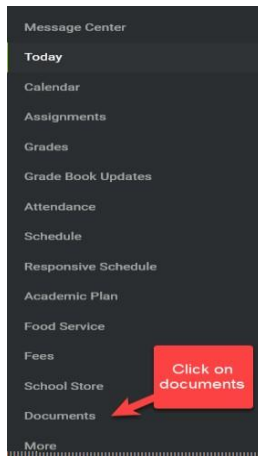 Message Center
Today
Calendar
Assignments
Grades
Grade Book Updates
Attendance
Schedule
Responsive Schedule
Academic Plan
Food Service
Fees
School Store
Click on
documents
Documents
More